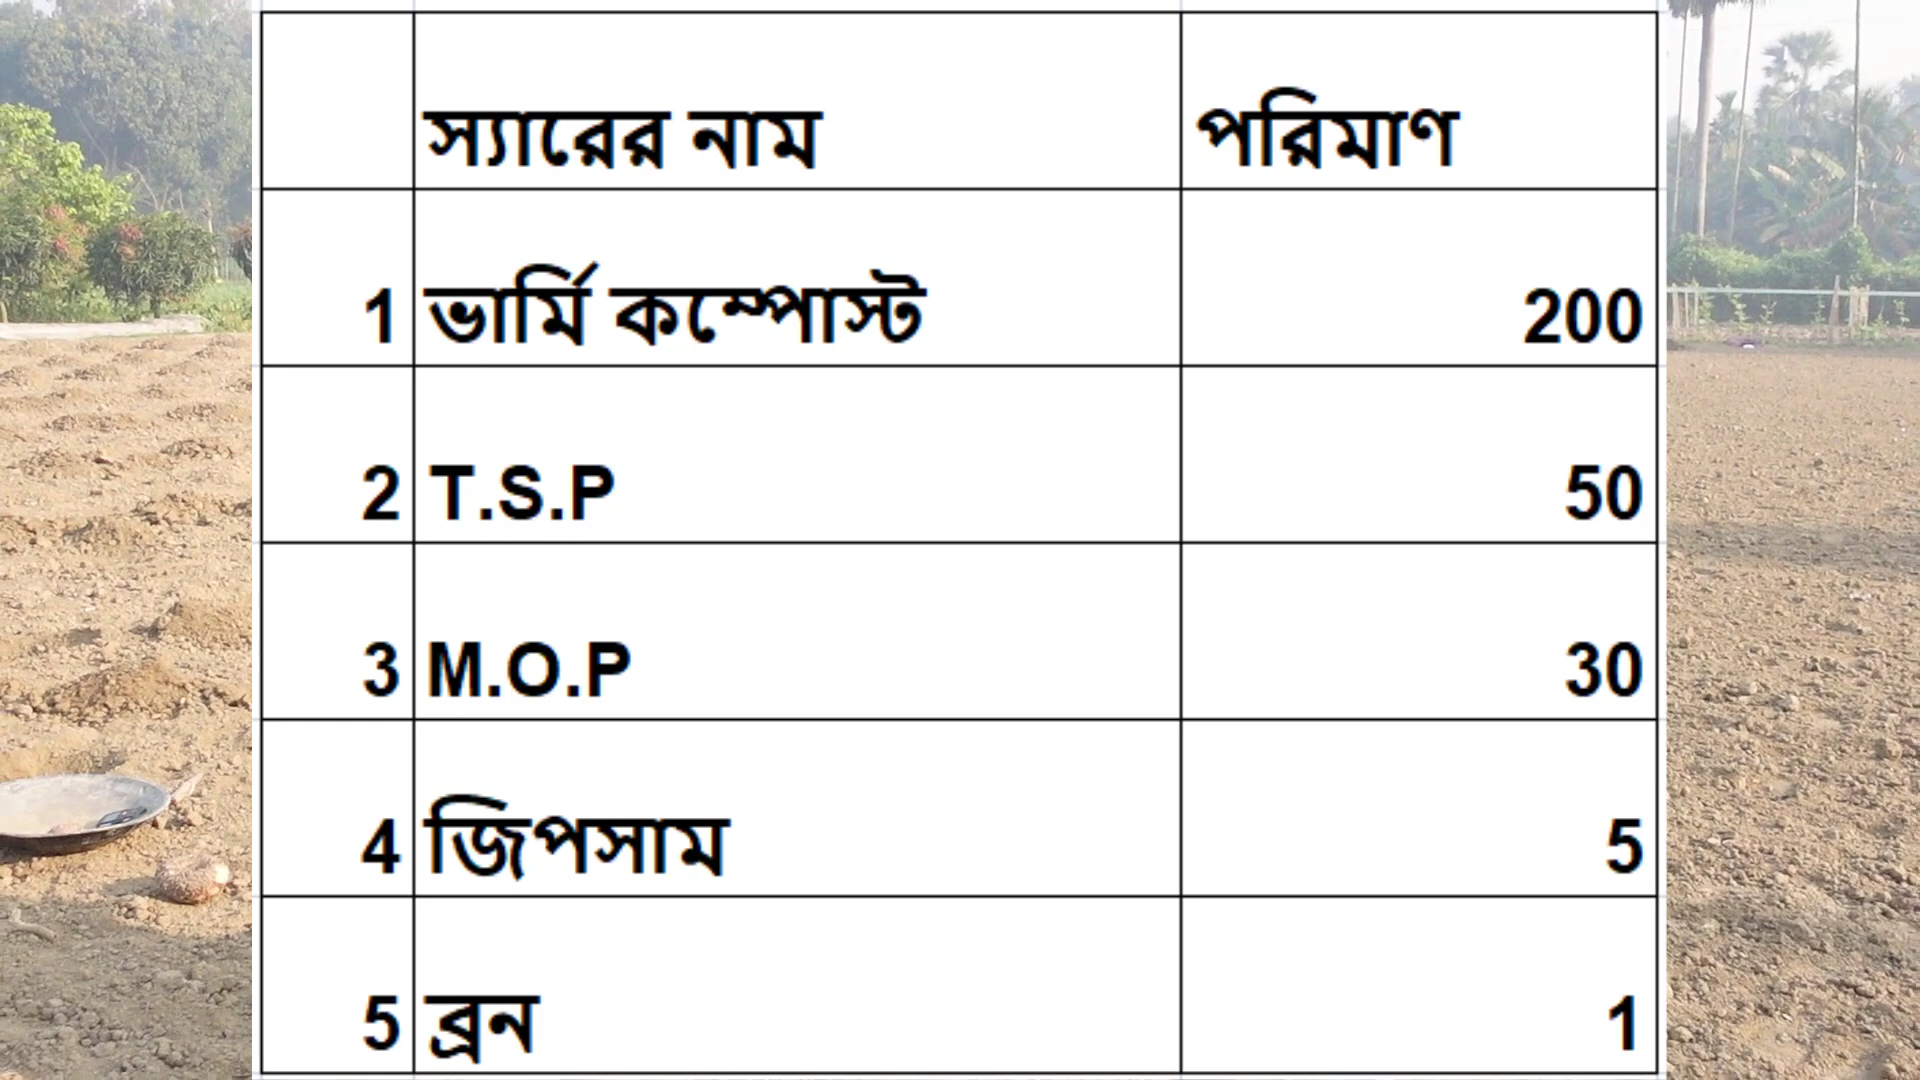 স্যারের নাম পরিমাণ
1 ভার্মি কম্পোস্ট 200
2 T.S.P 50
3 M.O.P 30
4 জিপসাম 5
5 ব্রন 1